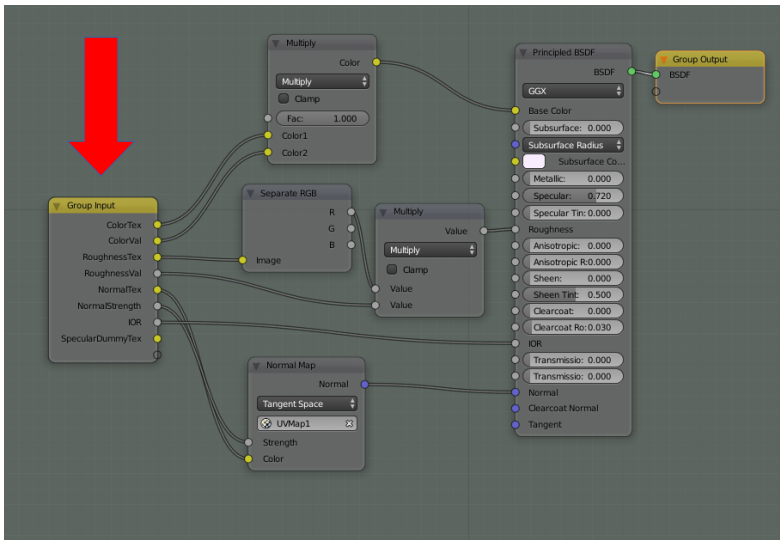 Multiply
Color
Multiply
Clamp
Fac: 1.000
Color1
Color2
Group Input
ColorTex
ColorVal
RoughnessTex
RoughnessVal
NormalTex
NormalStrength
IOR
SpecularDummyTex
Separate RGB
R
G
B
Image
Multiply
Value
Multiply
Clamp
Value
Value
Normal Map
Normal
Tangent Space
UVMap1
Strength
Color
Principled BSDF
BSDF
GGX
Base Color
Subsurface: 0.000
Subsurface Radius
Subsurface Co...
Metallic: 0.000
Specular: 0.720
Specular Tin: 0.000
Roughness
Anisotropic: 0.000
Anisotropic R: 0.000
Sheen: 0.000
Sheen Tint: 0.500
Clearcoat: 0.000
Clearcoat Ro: 0.030
IOR
Transmissio: 0.000
Transmissio: 0.000
Normal
Clearcoat Normal
Tangent
Group Output
BSDF